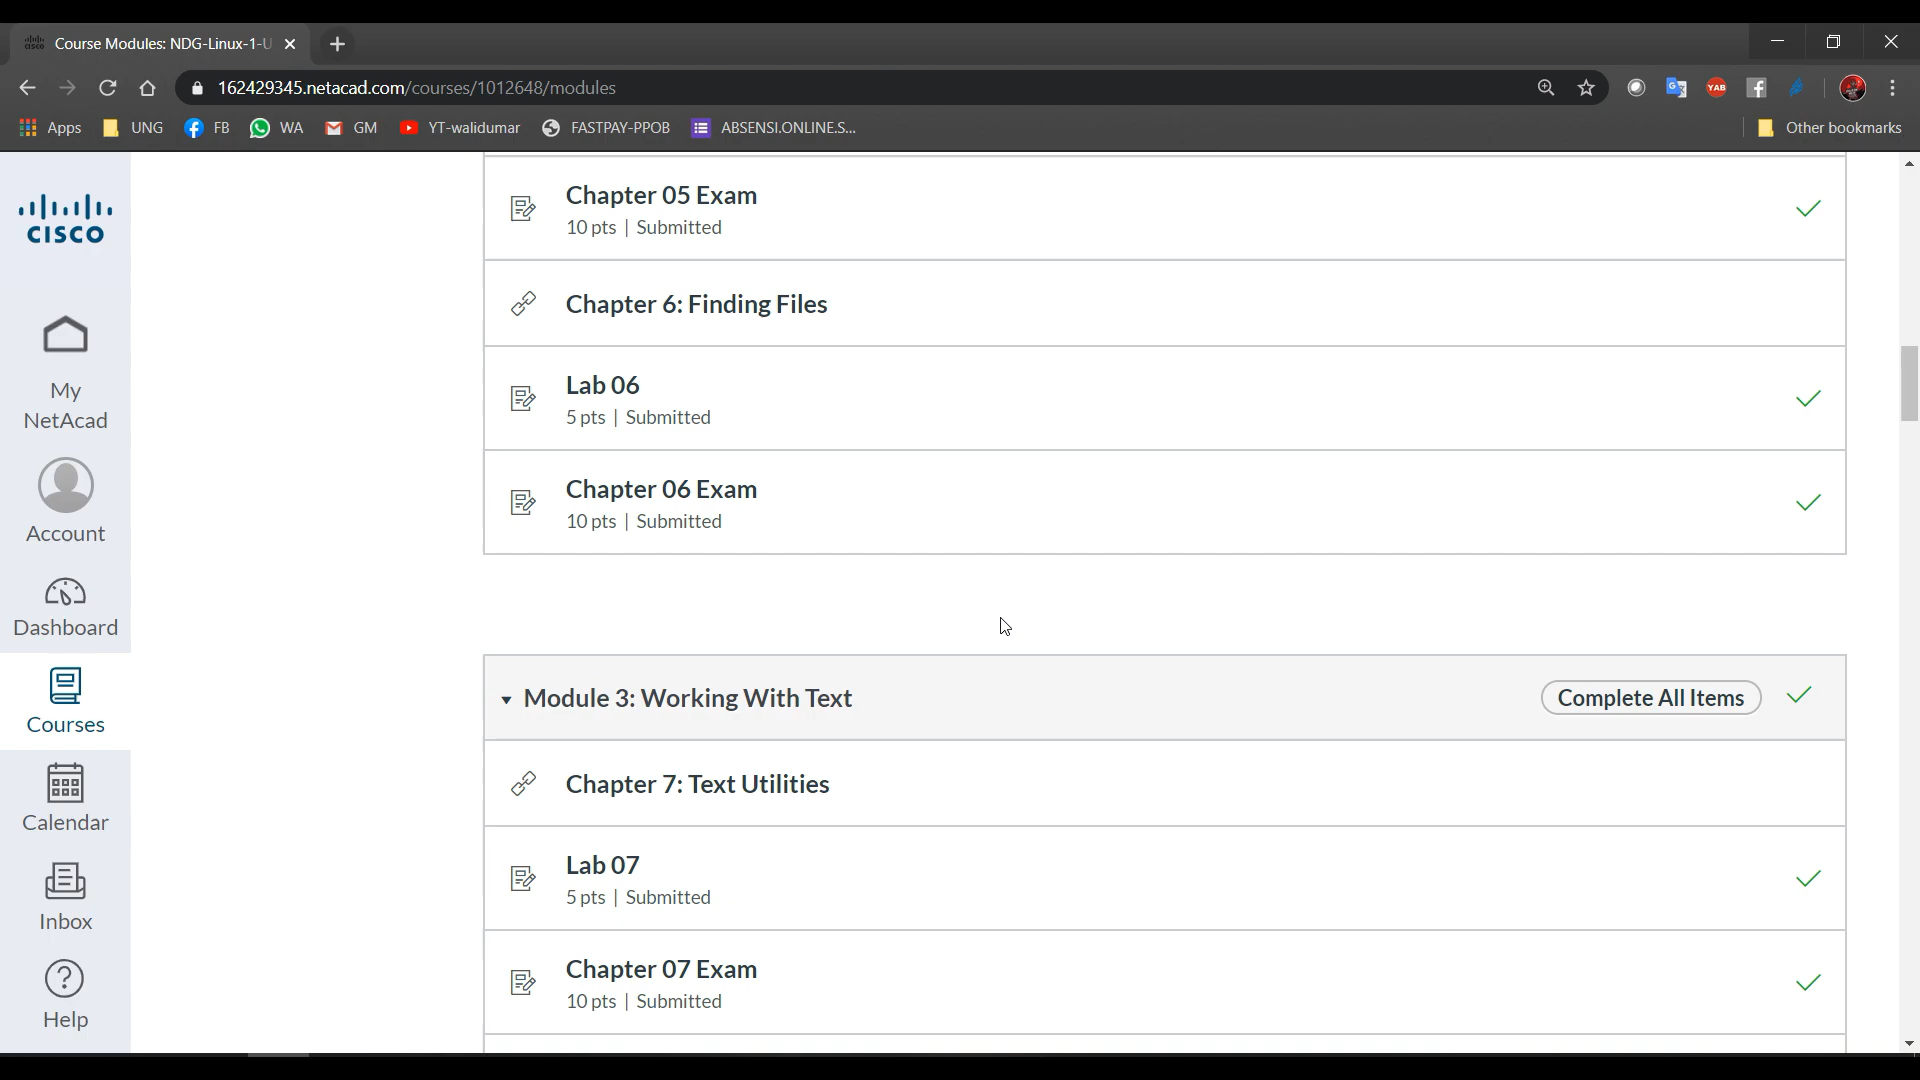 Course Modules: NDG-Linux-1-U
162429345.netacad.com/courses/1012648/modules
YAB
Apps
UNG
FB
WA
GM
YT-walidumar
FASTPAY-PPOB
ABSENSI.ONLINE.S...
Other bookmarks
CISCO
My
NetAcad
Account
Dashboard
Courses
Calendar
Inbox
Help
Chapter 05 Exam
10 pts | Submitted
Chapter 6: Finding Files
Lab 06
5 pts | Submitted
Chapter 06 Exam
10 pts | Submitted
Module 3: Working With Text
Complete All Items
Chapter 7: Text Utilities
Lab 07
5 pts | Submitted
Chapter 07 Exam
10 pts | Submitted